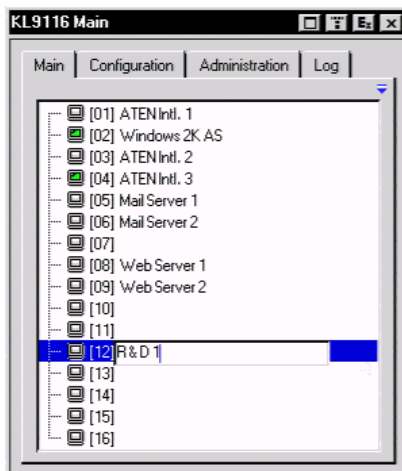 KL9116 Main
Ex
Main Configuration Administration Log
[01] ATEN Intl. 1
[02] Windows 2K AS
[03] ATEN Intl. 2
[04] ATEN Intl. 3
[05] Mail Server 1
[06] Mail Server 2
[07]
[08] Web Server 1
[09] Web Server 2
[10]
[11]
[12] R & D 1
[13]
[14]
[15]
[16]